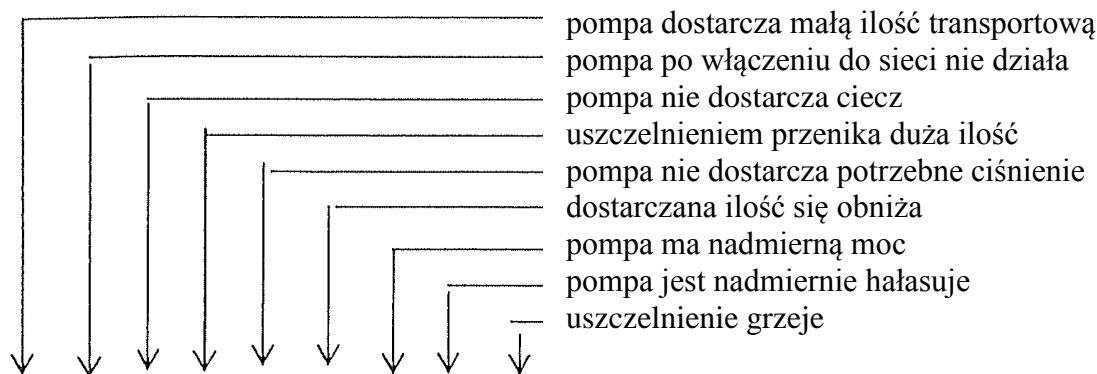 pompa dostarcza małą ilość transportową
pompa po włączeniu do sieci nie działa
pompa nie dostarcza ciecz
uszczelnieniem przenika duża ilość
pompa nie dostarcza potrzebne ciśnienie
dostarczana ilość się obniża
pompa ma nadmierną moc
pompa jest nadmiernie hałasuje
uszczelnienie grzeje